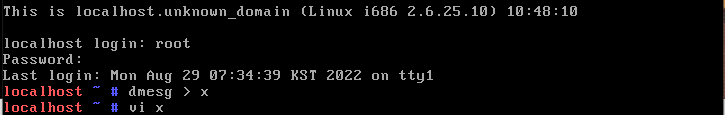 This is localhost.unknown_domain (Linux i686 2.6.25.10) 10:48:10
localhost login: root
Password:
Last login: Mon Aug 29 07:34:39 KST 2022 on tty1
localhost ~ # dmesg > x
localhost ~ # vi x